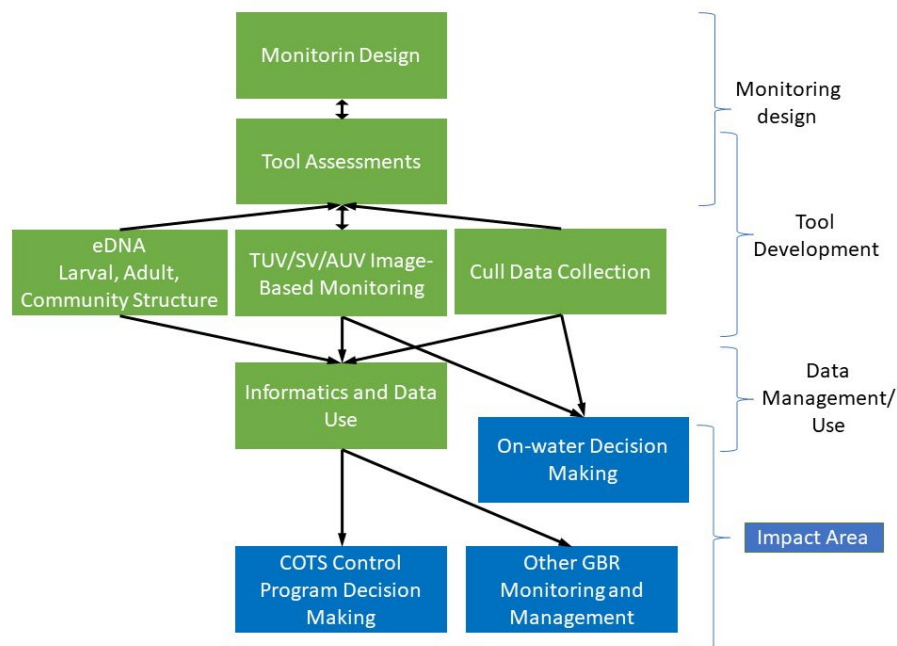 Monitorin Design
Monitoring
design
Tool Assessments
Tool
Development
eDNA
Larval, Adult,
Community Structure
TUV/SV/AUV Image-
Based Monitoring
Cull Data Collection
Informatics and Data
Use
Data
Management/
Use
On-water Decision
Making
Impact Area
COTS Control
Program Decision
Making
Other GBR
Monitoring and
Management